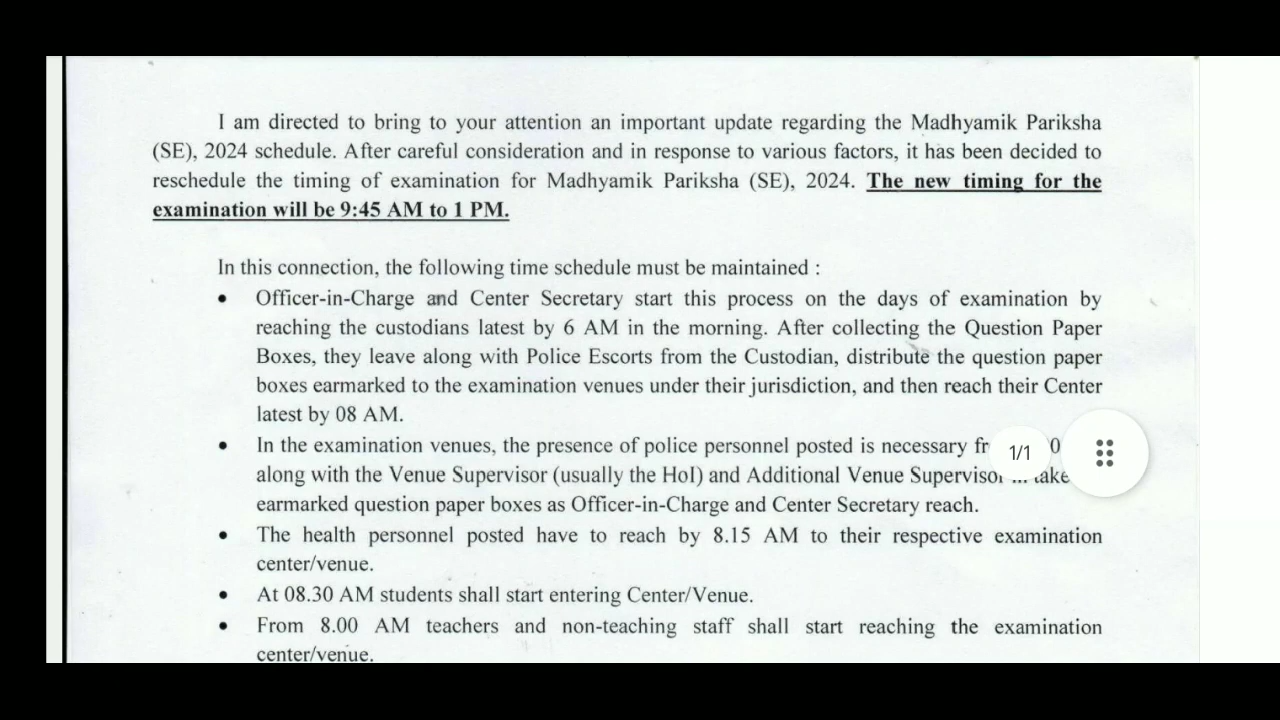 I am directed to bring to your attention an important update regarding the Madhyamik Pariksha
(SE), 2024 schedule. After careful consideration and in response to various factors, it has been decided to
reschedule the timing of examination for Madhyamik Pariksha (SE), 2024. The new timing for the
examination will be 9:45 AM to 1 PM.
In this connection, the following time schedule must be maintained :
• Officer-in-Charge and Center Secretary start this process on the days of examination by
reaching the custodians latest by 6 AM in the morning. After collecting the Question Paper
Boxes, they leave along with Police Escorts from the Custodian, distribute the question paper
boxes earmarked to the examination venues under their jurisdiction, and then reach their Center
latest by 08 AM.
• In the examination venues, the presence of police personnel posted is necessary
1/1
along with the Venue Supervisor (usually the HoI) and Additional Venue Supervisor
earmarked question paper boxes as Officer-in-Charge and Center Secretary reach.
• The health personnel posted have to reach by 8.15 AM to their respective examination
center/venue.
• At 08.30 AM students shall start entering Center/Venue.
• From 8.00 AM teachers and non-teaching staff shall start reaching the examination
center/venue.